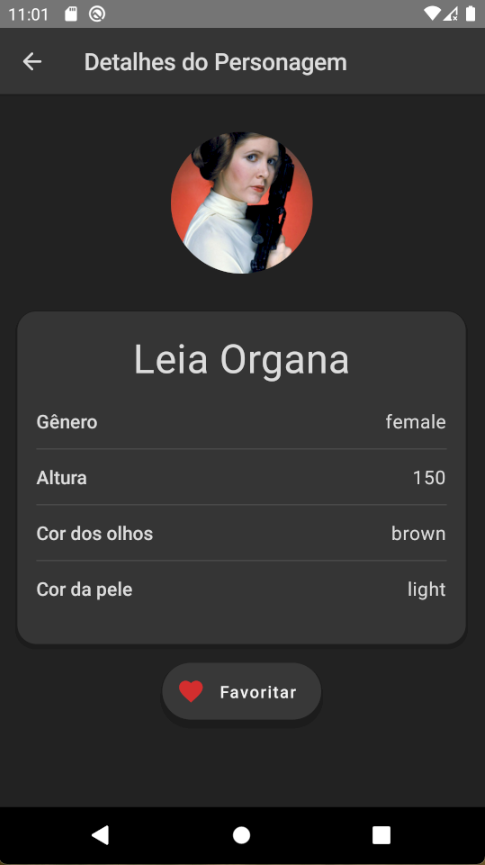 11:01
Detalhes do Personagem
Leia Organa
Gênero female
Altura 150
Cor dos olhos brown
Cor da pele light
Favoritar